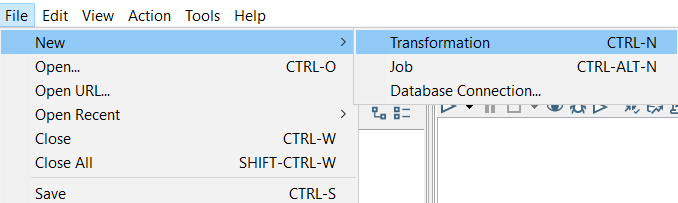 File Edit View Action Tools Help
New
Transformation CTRL-N
Open... CTRL-O
Job CTRL-ALT-N
Open URL...
Database Connection...
Open Recent
Close CTRL-W
Close All SHIFT-CTRL-W
Save CTRL-S